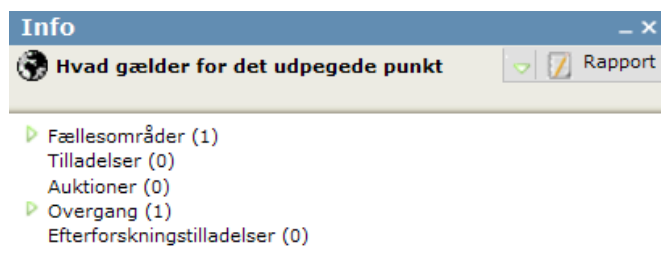 Info
Hvad gælder for det udpegede punkt
Rapport
Fællesområder (1)
Tilladelser (0)
Auktioner (0)
Overgang (1)
Efterforskningstilladelser (0)